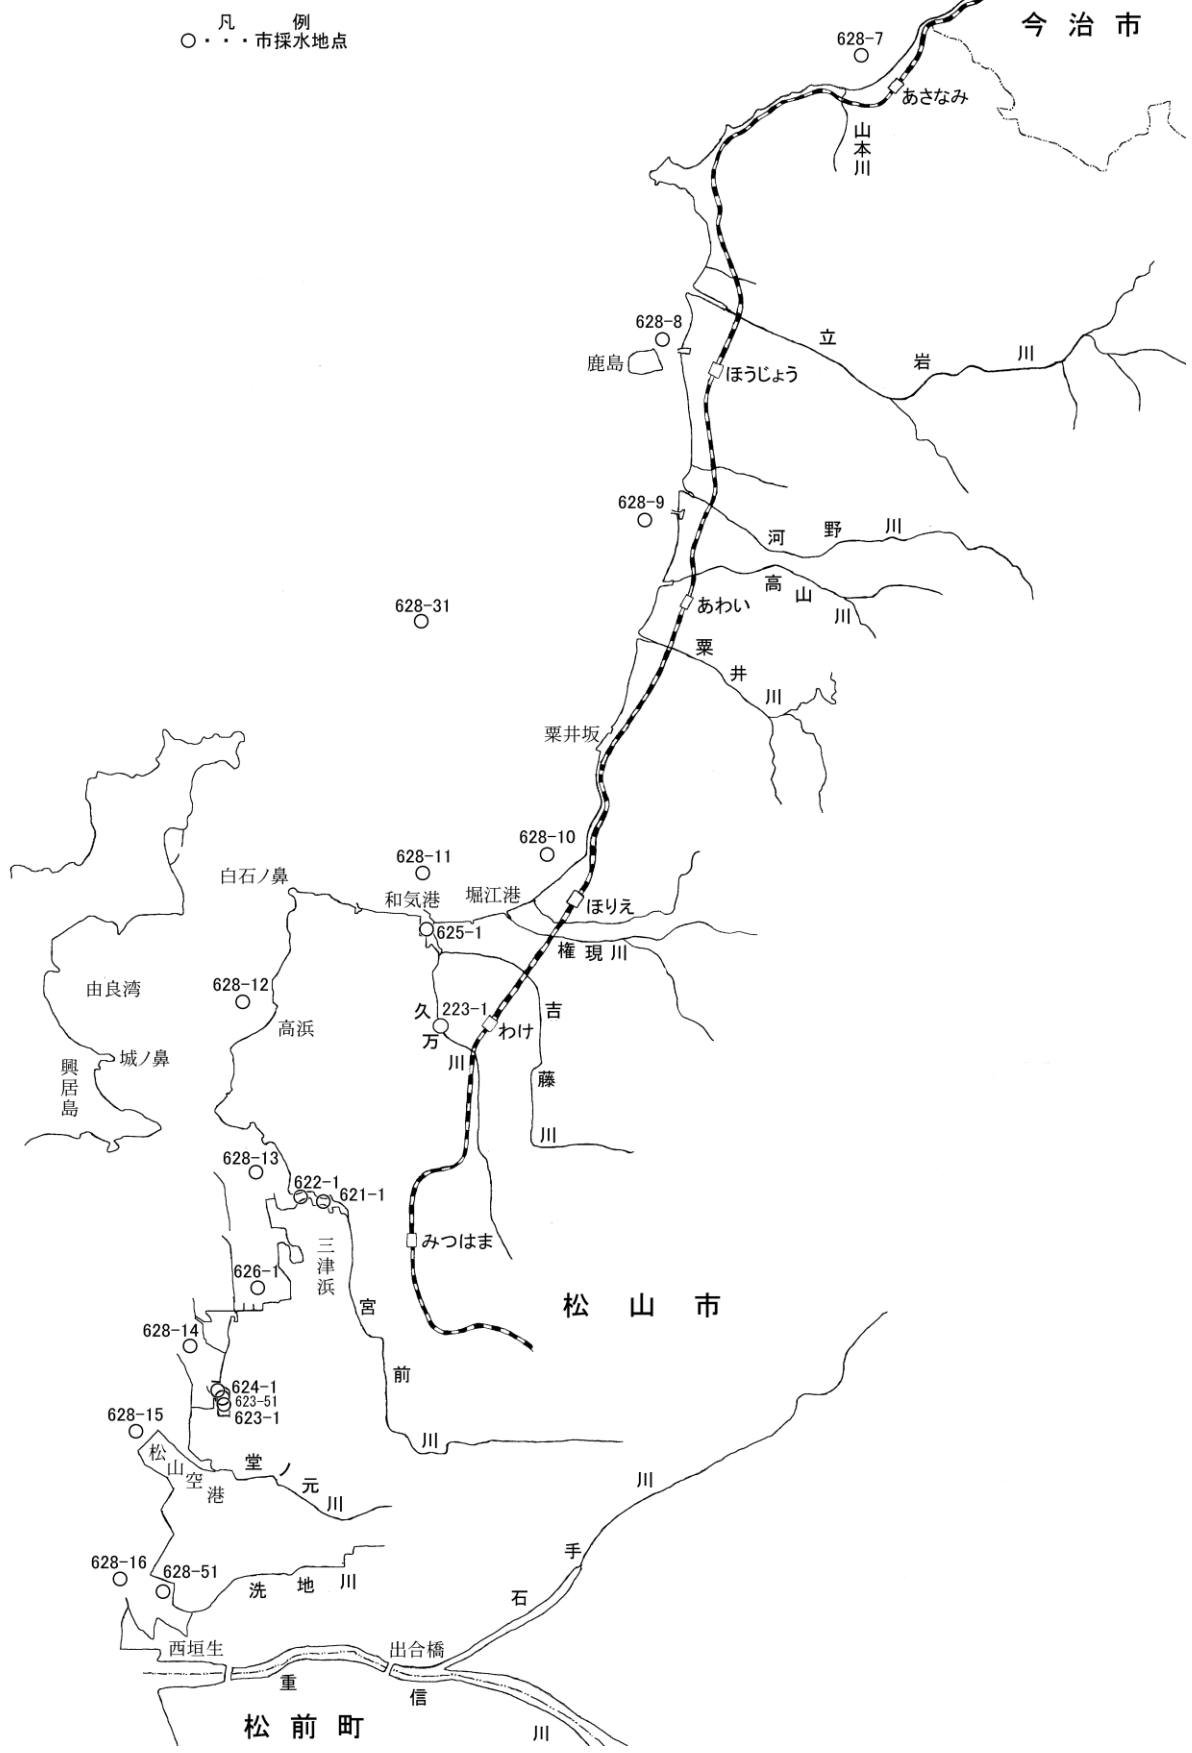 凡 例
○・・・市採水地点
今治市
628-7
あさなみ
山本川
628-8
鹿島
立岩川
ほうじょう
628-9
河野川
高山川
628-31
あわい
粟井川
粟井坂
628-10
628-11
白石ノ鼻
和気港
堀江港
ほりえ
625-1
権現川
由良湾
628-12
高浜
久万川
223-1
わけ
吉藤川
城ノ鼻
興居島
628-13
622-1
621-1
みつはま
三津浜
626-1
宮前川
松山市
628-14
624-1
623-51
623-1
628-15
松山空港
堂ノ元川
石手川
628-16
628-51
洗地川
西垣生
出合橋
重信川
松前町